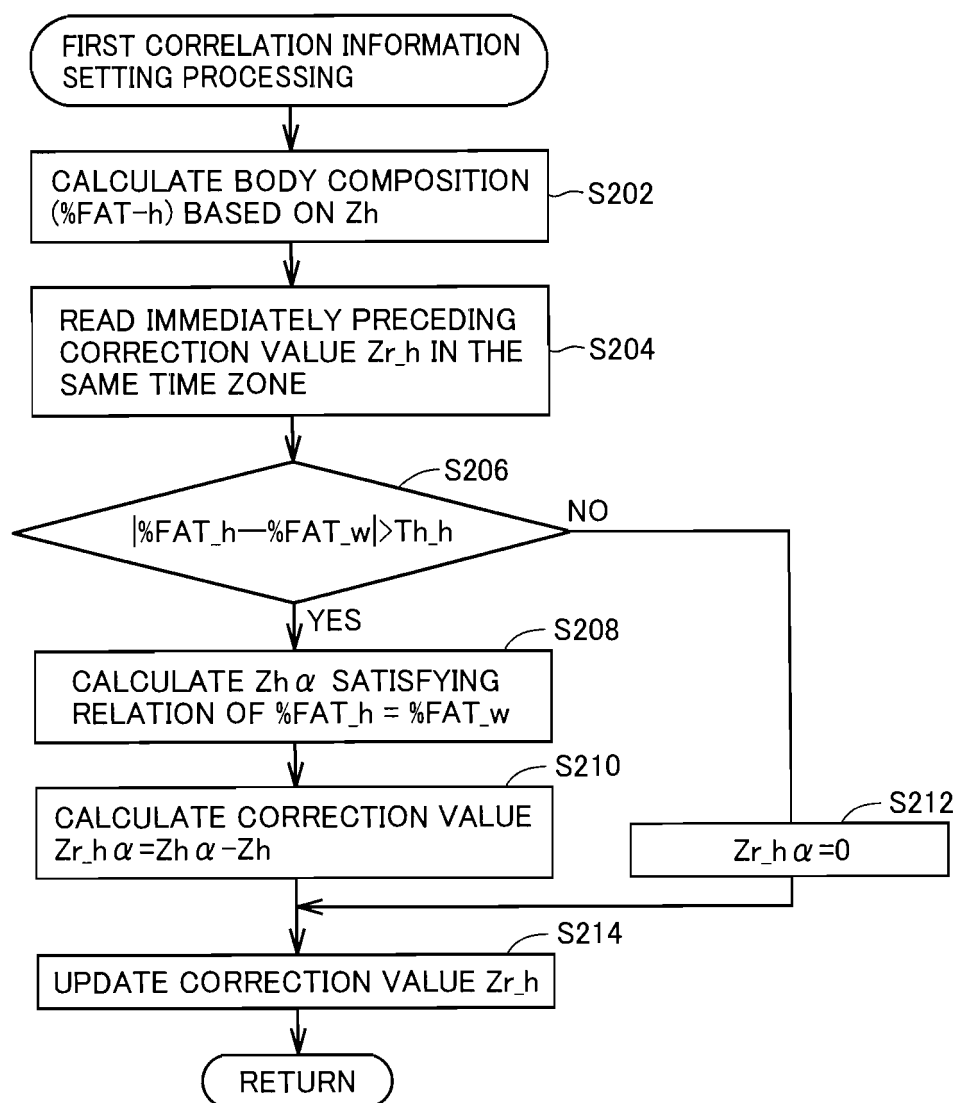 FIRST CORRELATION INFORMATION
SETTING PROCESSING
CALCULATE BODY COMPOSITION
(%FAT-h) BASED ON Zh
S202
READ IMMEDIATELY PRECEDING
CORRECTION VALUE Zr_h IN THE
SAME TIME ZONE
S204
S206
|%FAT_h—%FAT_w|>Th_h
NO
YES
S208
CALCULATE Zhα SATISFYING
RELATION OF %FAT_h = %FAT_w
S210
CALCULATE CORRECTION VALUE
Zr_hα=Zhα-Zh
S212
Zr_hα=0
S214
UPDATE CORRECTION VALUE Zr_h
RETURN